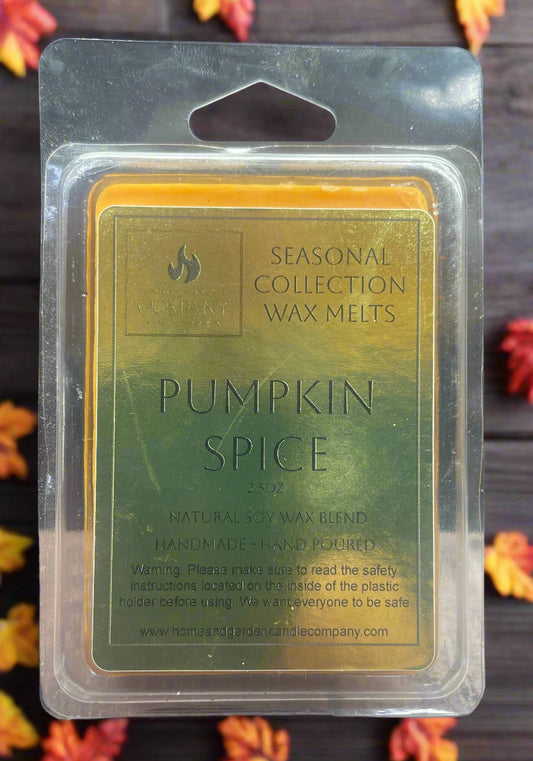 COMPANY
SEASONAL
COLLECTION
WAX MELTS
PUMPKIN
SPICE
2.5OZ
NATURAL SOY WAX BLEND
HANDMADE • HAND POURED
Warning: Please make sure to read the safety
instructions located on the inside of the plastic
holder before using. We want everyone to be safe
www.homeandgardencandlecompany.com